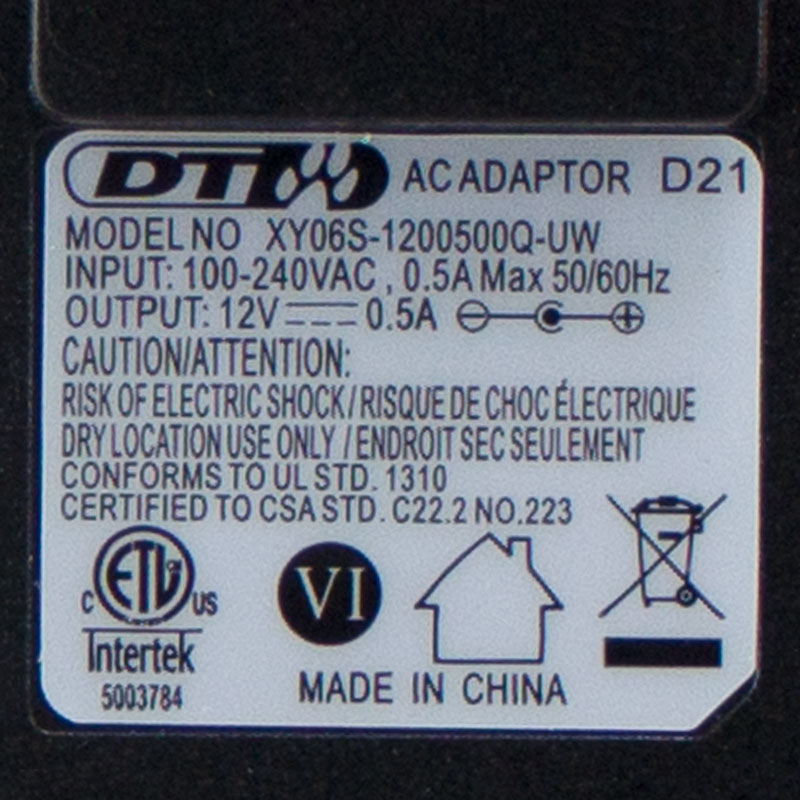 DT AC ADAPTOR D21
MODEL NO XY06S-1200500Q-UW
INPUT: 100-240VAC , 0.5A Max 50/60Hz
OUTPUT: 12V 0.5A
CAUTION/ATTENTION:
RISK OF ELECTRIC SHOCK/RISQUE DE CHOC ÉLECTRIQUE
DRY LOCATION USE ONLY /ENDROIT SEC SEULEMENT
CONFORMS TO UL STD. 1310
CERTIFIED TO CSA STD. C22.2 NO.223
C ETL US
VI
Intertek
5003784
MADE IN CHINA